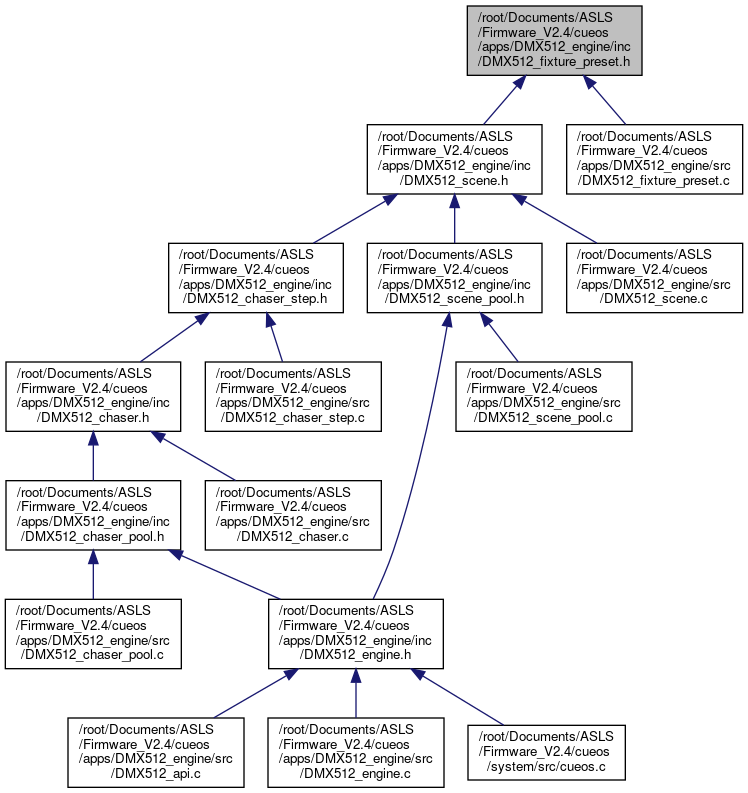 /root/Documents/ASLS
/Firmware_V2.4/cueos
/apps/DMX512_engine/inc
/DMX512_fixture_preset.h
/root/Documents/ASLS
/Firmware_V2.4/cueos
/apps/DMX512_engine/inc
/DMX512_scene.h
/root/Documents/ASLS
/Firmware_V2.4/cueos
/apps/DMX512_engine/src
/DMX512_fixture_preset.c
/root/Documents/ASLS
/Firmware_V2.4/cueos
/apps/DMX512_engine/inc
/DMX512_chaser_step.h
/root/Documents/ASLS
/Firmware_V2.4/cueos
/apps/DMX512_engine/inc
/DMX512_scene_pool.h
/root/Documents/ASLS
/Firmware_V2.4/cueos
/apps/DMX512_engine/src
/DMX512_scene.c
/root/Documents/ASLS
/Firmware_V2.4/cueos
/apps/DMX512_engine/inc
/DMX512_chaser.h
/root/Documents/ASLS
/Firmware_V2.4/cueos
/apps/DMX512_engine/src
/DMX512_chaser_step.c
/root/Documents/ASLS
/Firmware_V2.4/cueos
/apps/DMX512_engine/src
/DMX512_scene_pool.c
/root/Documents/ASLS
/Firmware_V2.4/cueos
/apps/DMX512_engine/inc
/DMX512_chaser_pool.h
/root/Documents/ASLS
/Firmware_V2.4/cueos
/apps/DMX512_engine/src
/DMX512_chaser.c
/root/Documents/ASLS
/Firmware_V2.4/cueos
/apps/DMX512_engine/src
/DMX512_chaser_pool.c
/root/Documents/ASLS
/Firmware_V2.4/cueos
/apps/DMX512_engine/inc
/DMX512_engine.h
/root/Documents/ASLS
/Firmware_V2.4/cueos
/apps/DMX512_engine/src
/DMX512_api.c
/root/Documents/ASLS
/Firmware_V2.4/cueos
/apps/DMX512_engine/src
/DMX512_engine.c
/root/Documents/ASLS
/Firmware_V2.4/cueos
/system/src/cueos.c